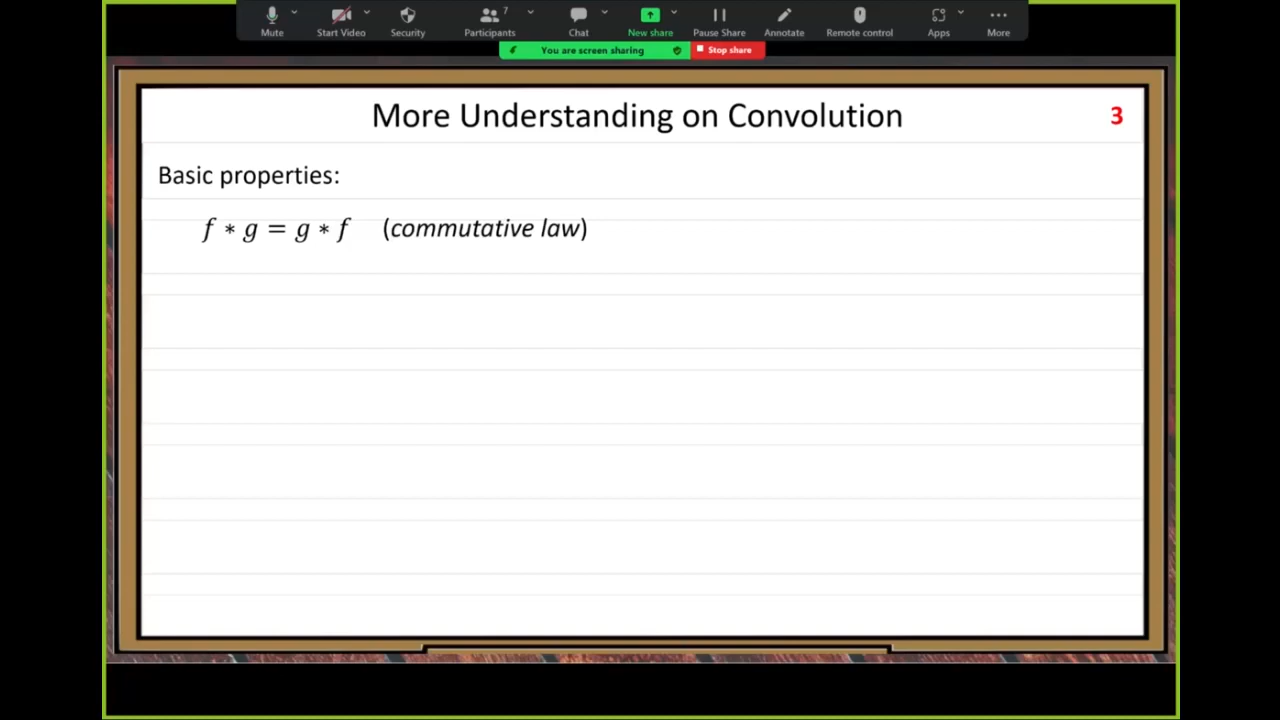 Mute
Start Video
Security
Participants 7
Chat
New share
Pause Share
Annotate
Remote control
Apps
More
You are screen sharing
Stop share
More Understanding on Convolution
3
Basic properties:
f ∗ g = g ∗ f (commutative law)